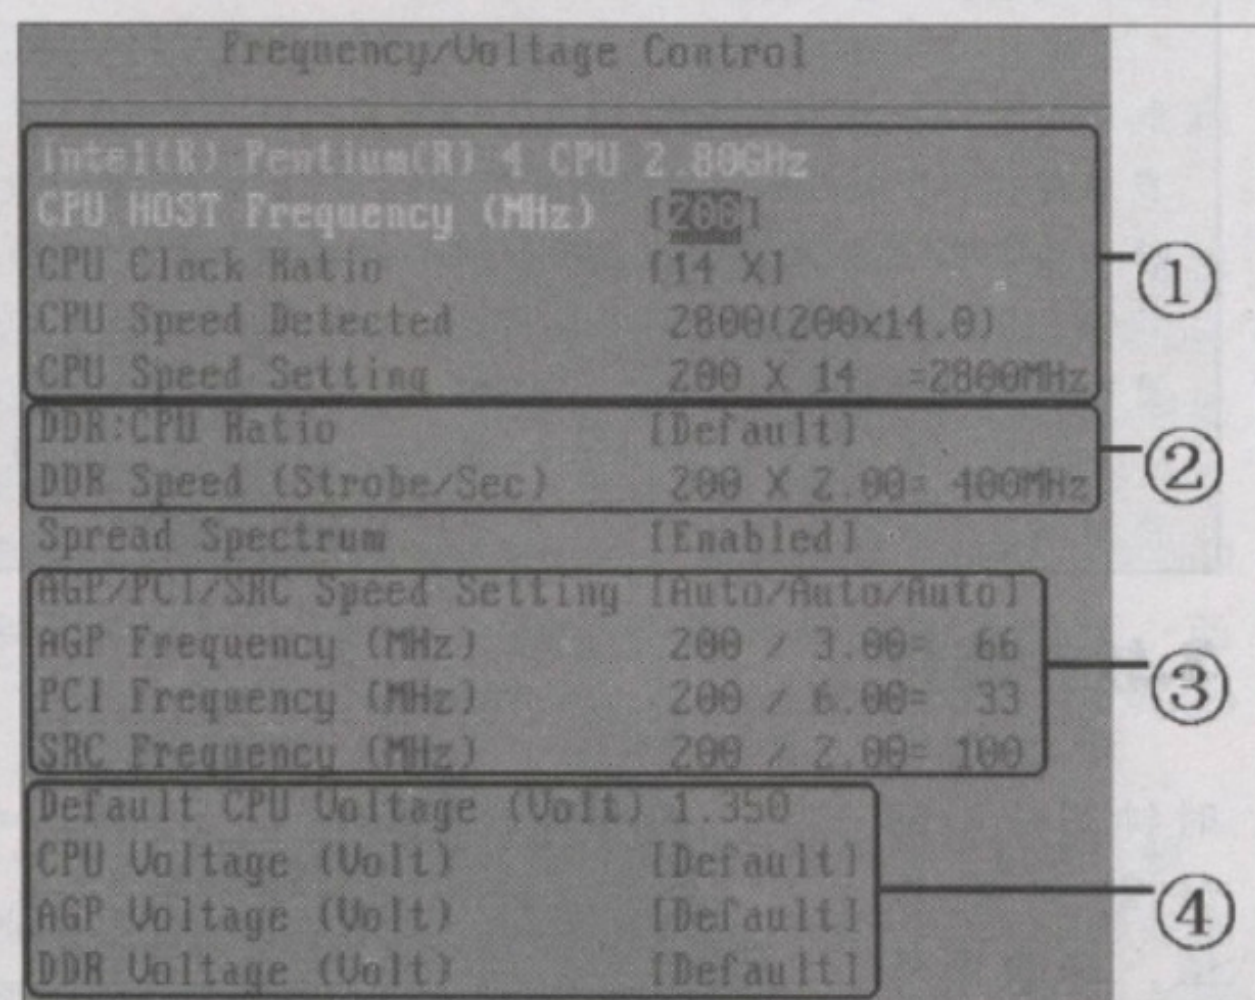 Frequency/Voltage Control
Intel(R) Pentium(R) 4 CPU 2.80GHz
CPU HOST Frequency (MHz) [200]
CPU Clock Ratio [14 X]
CPU Speed Detected 2800(200x14.0)
CPU Speed Setting 200 X 14 =2800MHz
①
DDR:CPU Ratio [Default]
DDR Speed (Strobe/Sec) 200 X 2.00= 400MHz
②
Spread Spectrum [Enabled]
AGP/PCI/SRC Speed Setting [Auto/Auto/Auto]
AGP Frequency (MHz) 200 / 3.00= 66
PCI Frequency (MHz) 200 / 6.00= 33
SRC Frequency (MHz) 200 / 2.00= 100
③
Default CPU Voltage (Volt) 1.350
CPU Voltage (Volt) [Default]
AGP Voltage (Volt) [Default]
DDR Voltage (Volt) [Default]
④